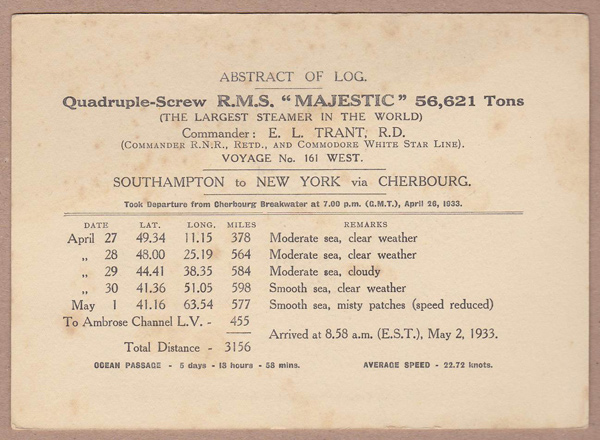 ABSTRACT OF LOG.
Quadruple-Screw R.M.S. “MAJESTIC” 56,621 Tons
(THE LARGEST STEAMER IN THE WORLD)
Commander: E. L. TRANT, R.D.
(COMMANDER R.N.R., RETD., AND COMMODORE WHITE STAR LINE).
VOYAGE No. 161 WEST.
SOUTHAMPTON to NEW YORK via CHERBOURG.
Took Departure from Cherbourg Breakwater at 7.00 p.m. (G.M.T.), April 26, 1933.
DATE LAT. LONG. MILES REMARKS
April 27 49.34 11.15 378 Moderate sea, clear weather
„ 28 48.00 25.19 564 Moderate sea, clear weather
„ 29 44.41 38.35 584 Moderate sea, cloudy
„ 30 41.36 51.05 598 Smooth sea, clear weather
May 1 41.16 63.54 577 Smooth sea, misty patches (speed reduced)
To Ambrose Channel L.V. - 455
Arrived at 8.58 a.m. (E.S.T.), May 2, 1933.
Total Distance - 3156
OCEAN PASSAGE - 5 days - 18 hours - 58 mins. AVERAGE SPEED - 22.72 knots.